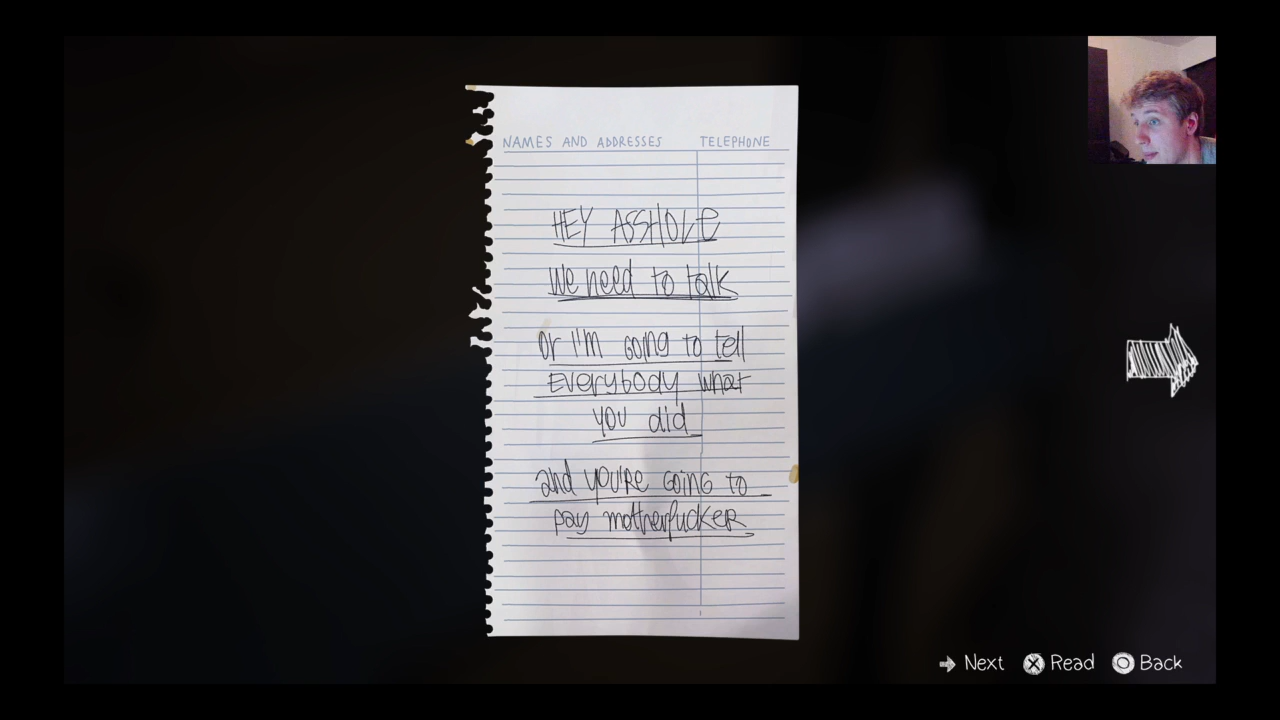 NAMES AND ADDRESSES TELEPHONE
HEY ASSHOLE
We need to talk
Or I'm going to tell
EVerybody what
you did
and you're going to
pay motherfucker
Next Read Back